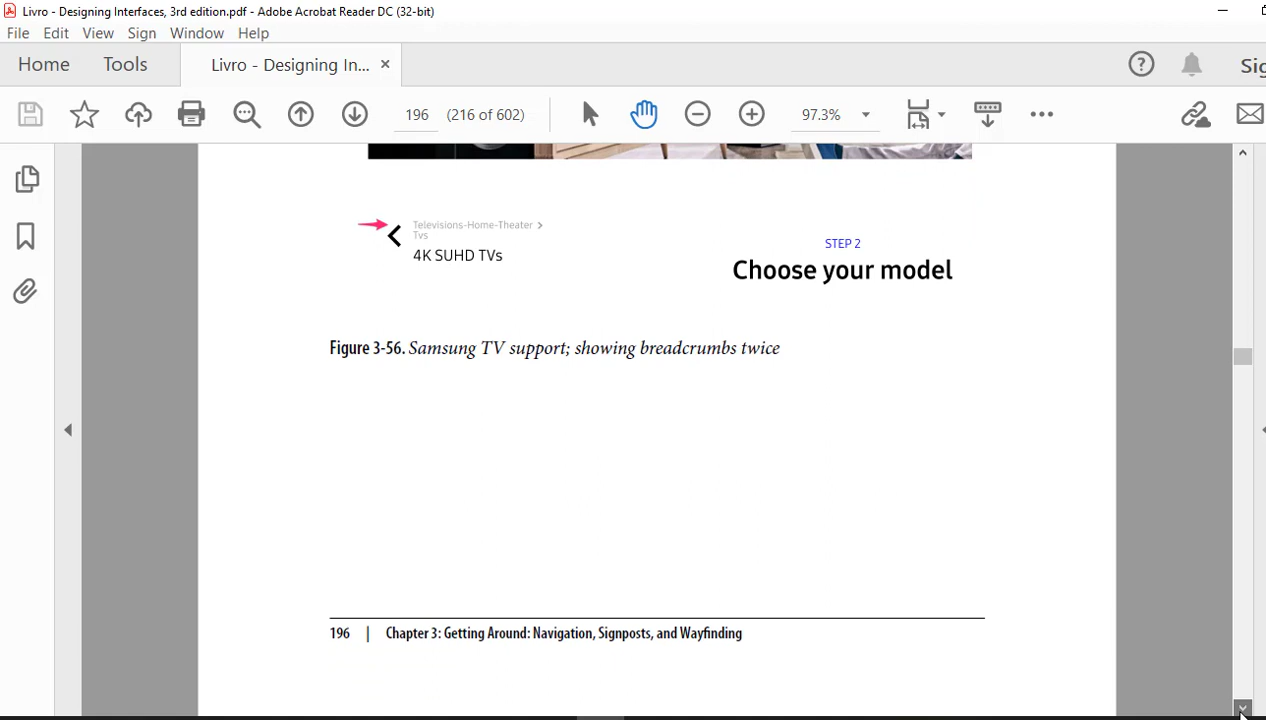 Livro - Designing Interfaces, 3rd edition.pdf - Adobe Acrobat Reader DC (32-bit)
File Edit View Sign Window Help
Home Tools Livro - Designing In... ×
196 (216 of 602) 97.3%
Televisions-Home-Theater >
Tvs
4K SUHD TVs
STEP 2
Choose your model
Figure 3-56. Samsung TV support; showing breadcrumbs twice
196 | Chapter 3: Getting Around: Navigation, Signposts, and Wayfinding